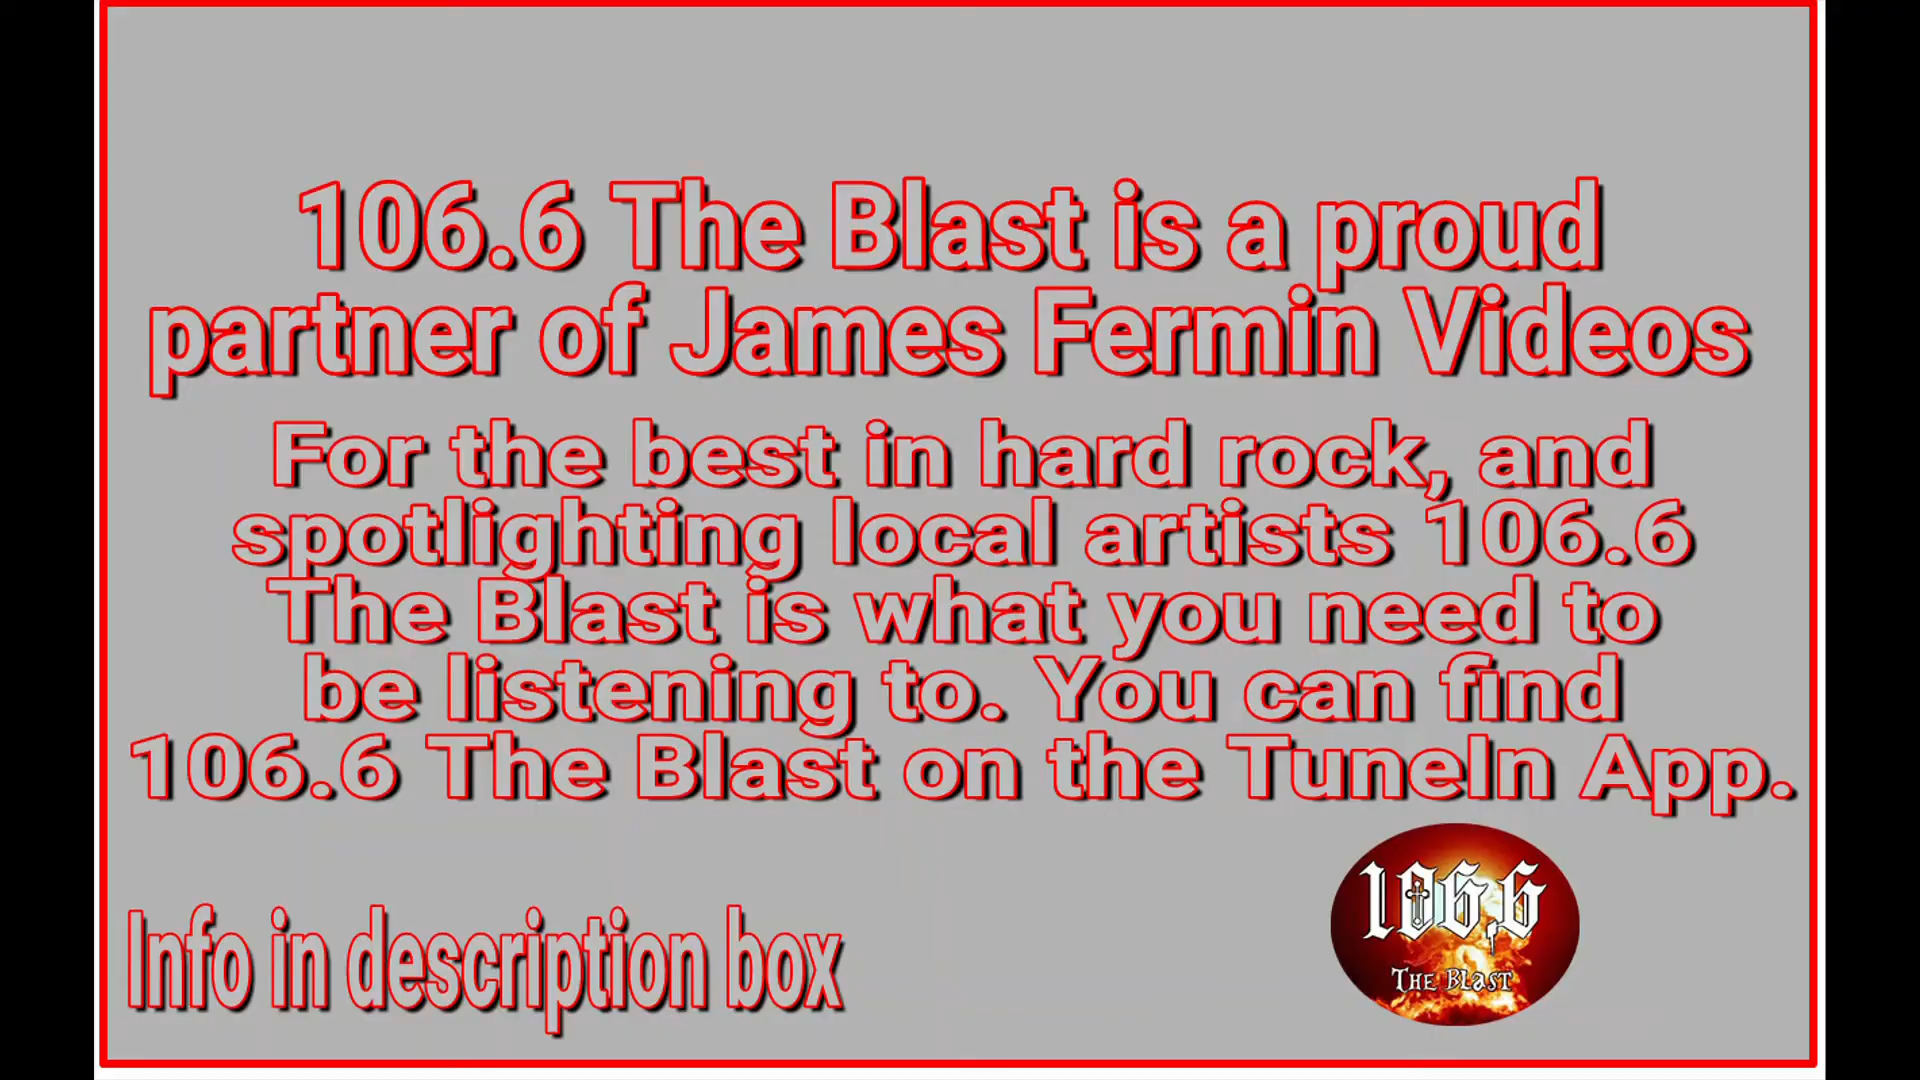 106.6 The Blast is a proud
partner of James Fermin Videos
For the best in hard rock, and
spotlighting local artists 106.6
The Blast is what you need to
be listening to. You can find
106.6 The Blast on the TuneIn App.
Info in description box
106.6
The Blast